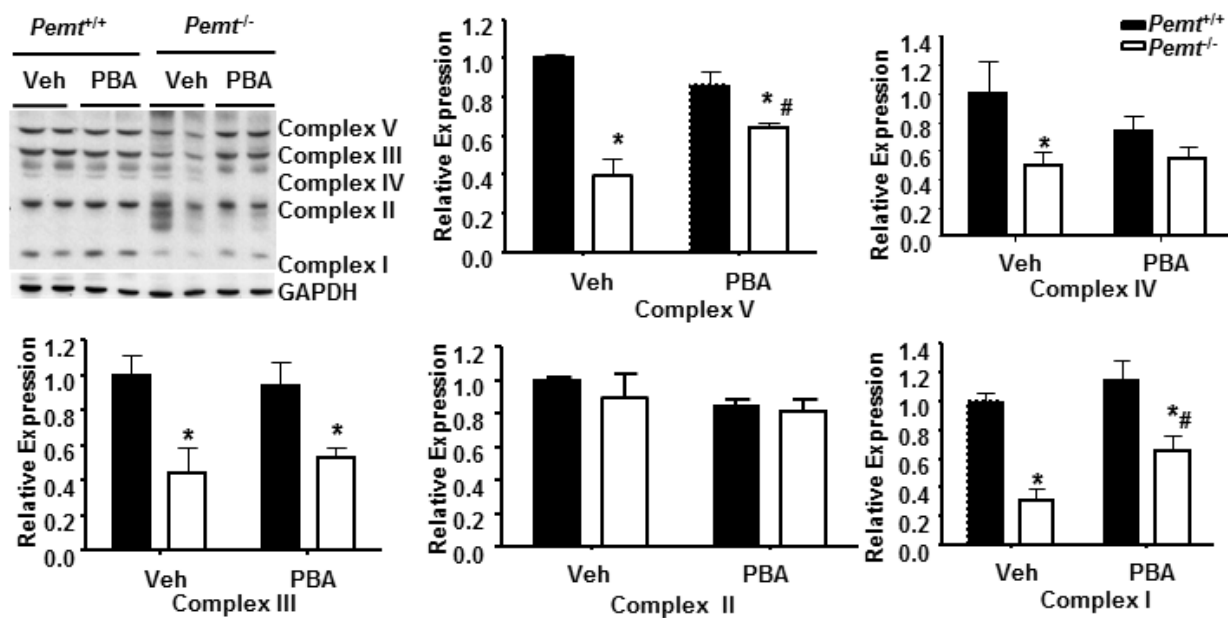 Pemt+/+ Pemt-/-
Veh PBA Veh PBA
Complex V
Complex III
Complex IV
Complex II
Complex I
GAPDH
Relative Expression
1.2
1.0
0.8
0.6
0.4
0.2
0.0
*
* #
Veh PBA
Complex V
Pemt+/+
Pemt-/-
Relative Expression
1.4
1.2
1.0
0.8
0.6
0.4
0.2
0.0
*
Veh PBA
Complex IV
Relative Expression
1.2
1.0
0.8
0.6
0.4
0.2
0.0
* *
Veh PBA
Complex III
Relative Expression
1.2
1.0
0.8
0.6
0.4
0.2
0.0
Veh PBA
Complex II
Relative Expression
1.4
1.2
1.0
0.8
0.6
0.4
0.2
0.0
*
*#
Veh PBA
Complex I